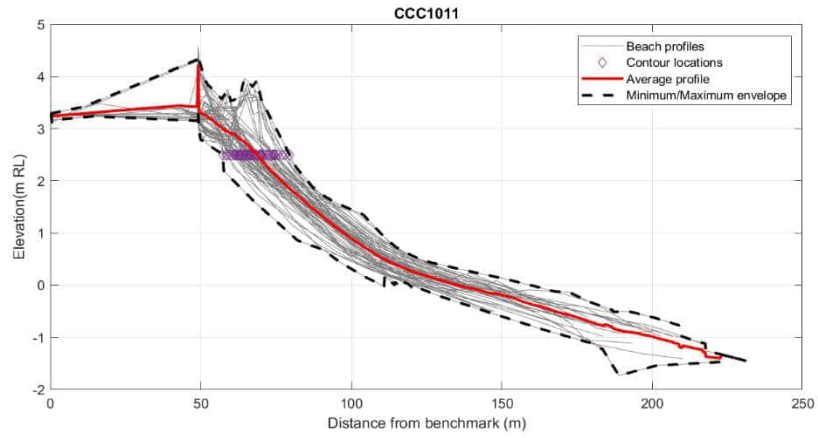 CCC1011
Beach profiles
Contour locations
Average profile
Minimum/Maximum envelope
Elevation(m RL)
5
4
3
2
1
0
-1
-2
0 50 100 150 200 250
Distance from benchmark (m)